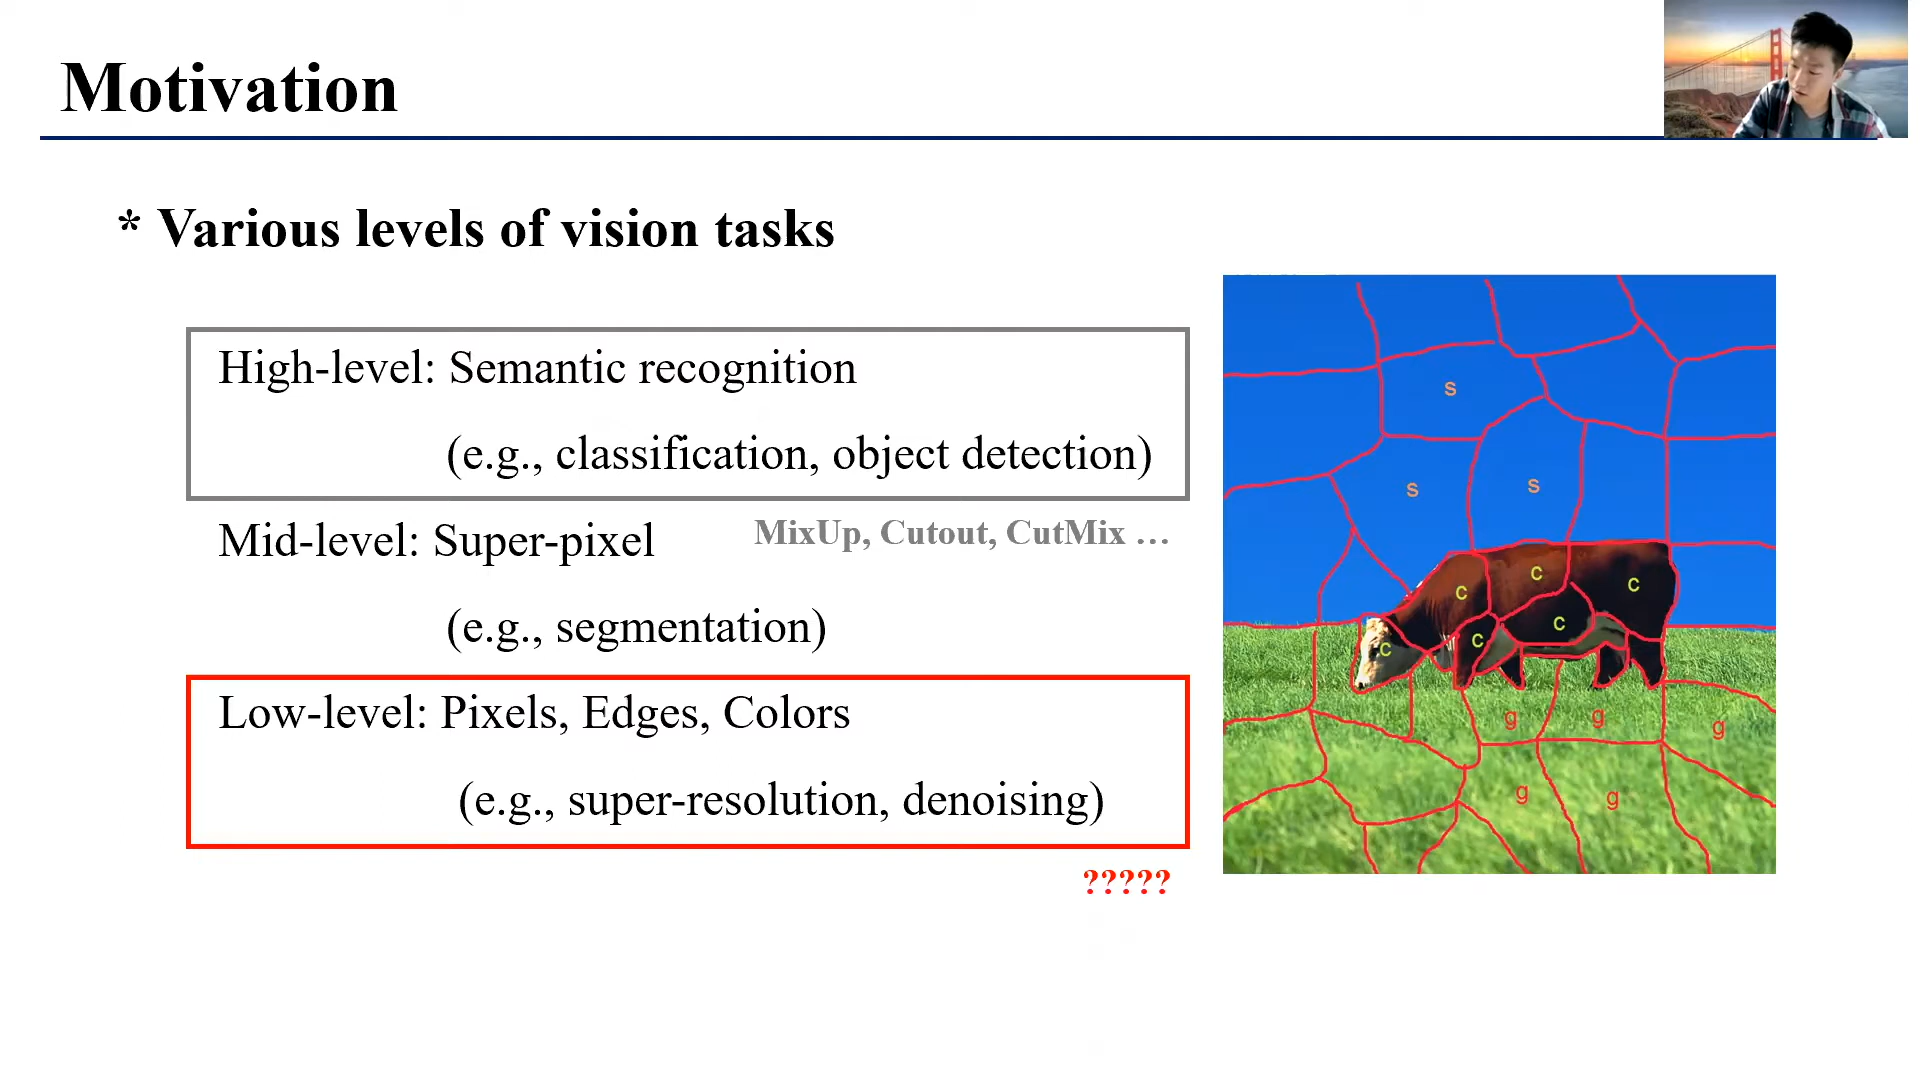 Motivation
* Various levels of vision tasks
High-level: Semantic recognition
(e.g., classification, object detection)
Mid-level: Super-pixel
MixUp, Cutout, CutMix ...
(e.g., segmentation)
Low-level: Pixels, Edges, Colors
(e.g., super-resolution, denoising)
?????
s
s s
c c c
c c c
g g g
g g